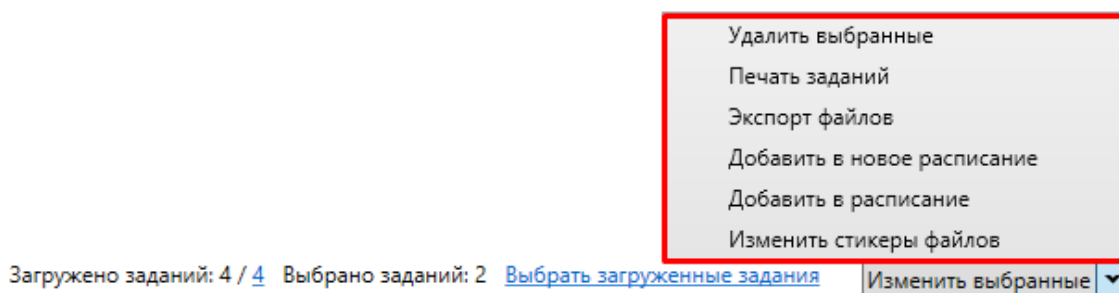 Удалить выбранные
Печать заданий
Экспорт файлов
Добавить в новое расписание
Добавить в расписание
Изменить стикеры файлов
Загружено заданий: 4 / 4 Выбрано заданий: 2 Выбрать загруженные задания Изменить выбранные